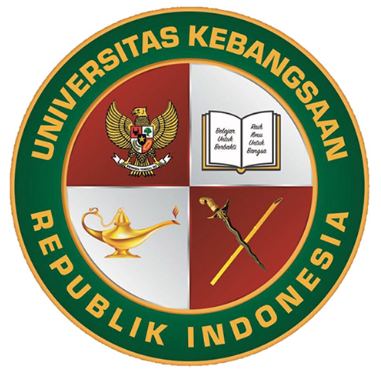 UNIVERSITAS KEBANGSAAN
Belajar
Untuk
Berbakti
Raih
Ilmu
Untuk
Bangsa
REPUBLIK INDONESIA